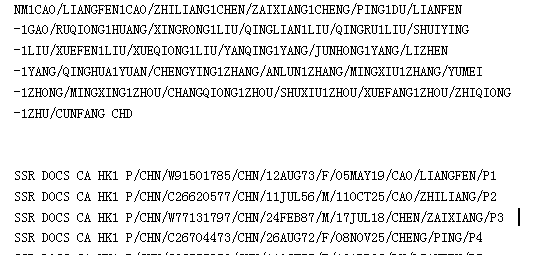 NM1CAO/LIANGFEN1CAO/ZHILIANG1CHEN/ZAIXIANG1CHENG/PING1DU/LIANFEN
-1GAO/RUQIONG1HUANG/XINGRONG1LIU/QINGLIAN1LIU/QINGRU1LIU/SHUIYING
-1LIU/XUEFEN1LIU/XUEQIONG1LIU/YANQING1YANG/JUNHONG1YANG/LIZHEN
-1YANG/QINGHUA1YUAN/CHENGYING1ZHANG/ANLUN1ZHANG/MINGXIU1ZHANG/YUMEI
-1ZHONG/MINGXING1ZHOU/CHANGQIONG1ZHOU/SHUXIU1ZHOU/XUEFANG1ZHOU/ZHIQIONG
-1ZHU/CUNFANG CHD
SSR DOCS CA HK1 P/CHN/W91501785/CHN/12AUG73/F/05MAY19/CAO/LIANGFEN/P1
SSR DOCS CA HK1 P/CHN/C26620577/CHN/11JUL56/M/11OCT25/CAO/ZHILIANG/P2
SSR DOCS CA HK1 P/CHN/W77131797/CHN/24FEB87/M/17JUL18/CHEN/ZAIXIANG/P3
SSR DOCS CA HK1 P/CHN/C26704473/CHN/26AUG72/F/08NOV25/CHENG/PING/P4